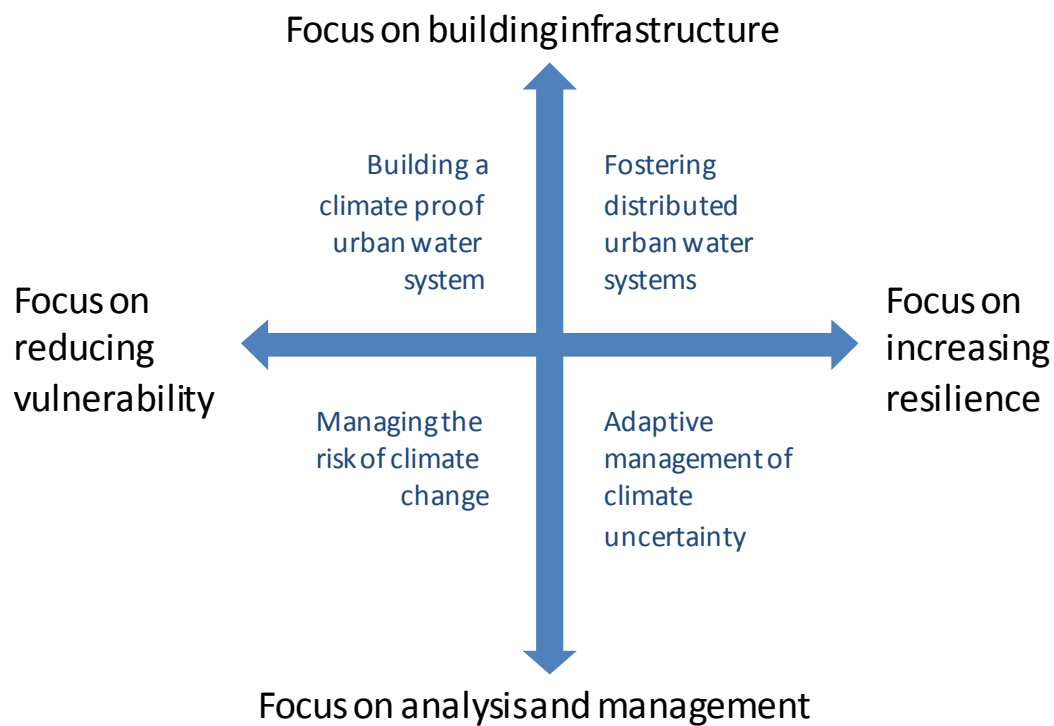 Focus on building infrastructure
Building a
climate proof
urban water
system
Fostering
distributed
urban water
systems
Focus on
reducing
vulnerability
Focus on
increasing
resilience
Managing the
risk of climate
change
Adaptive
management of
climate
uncertainty
Focus on analysis and management